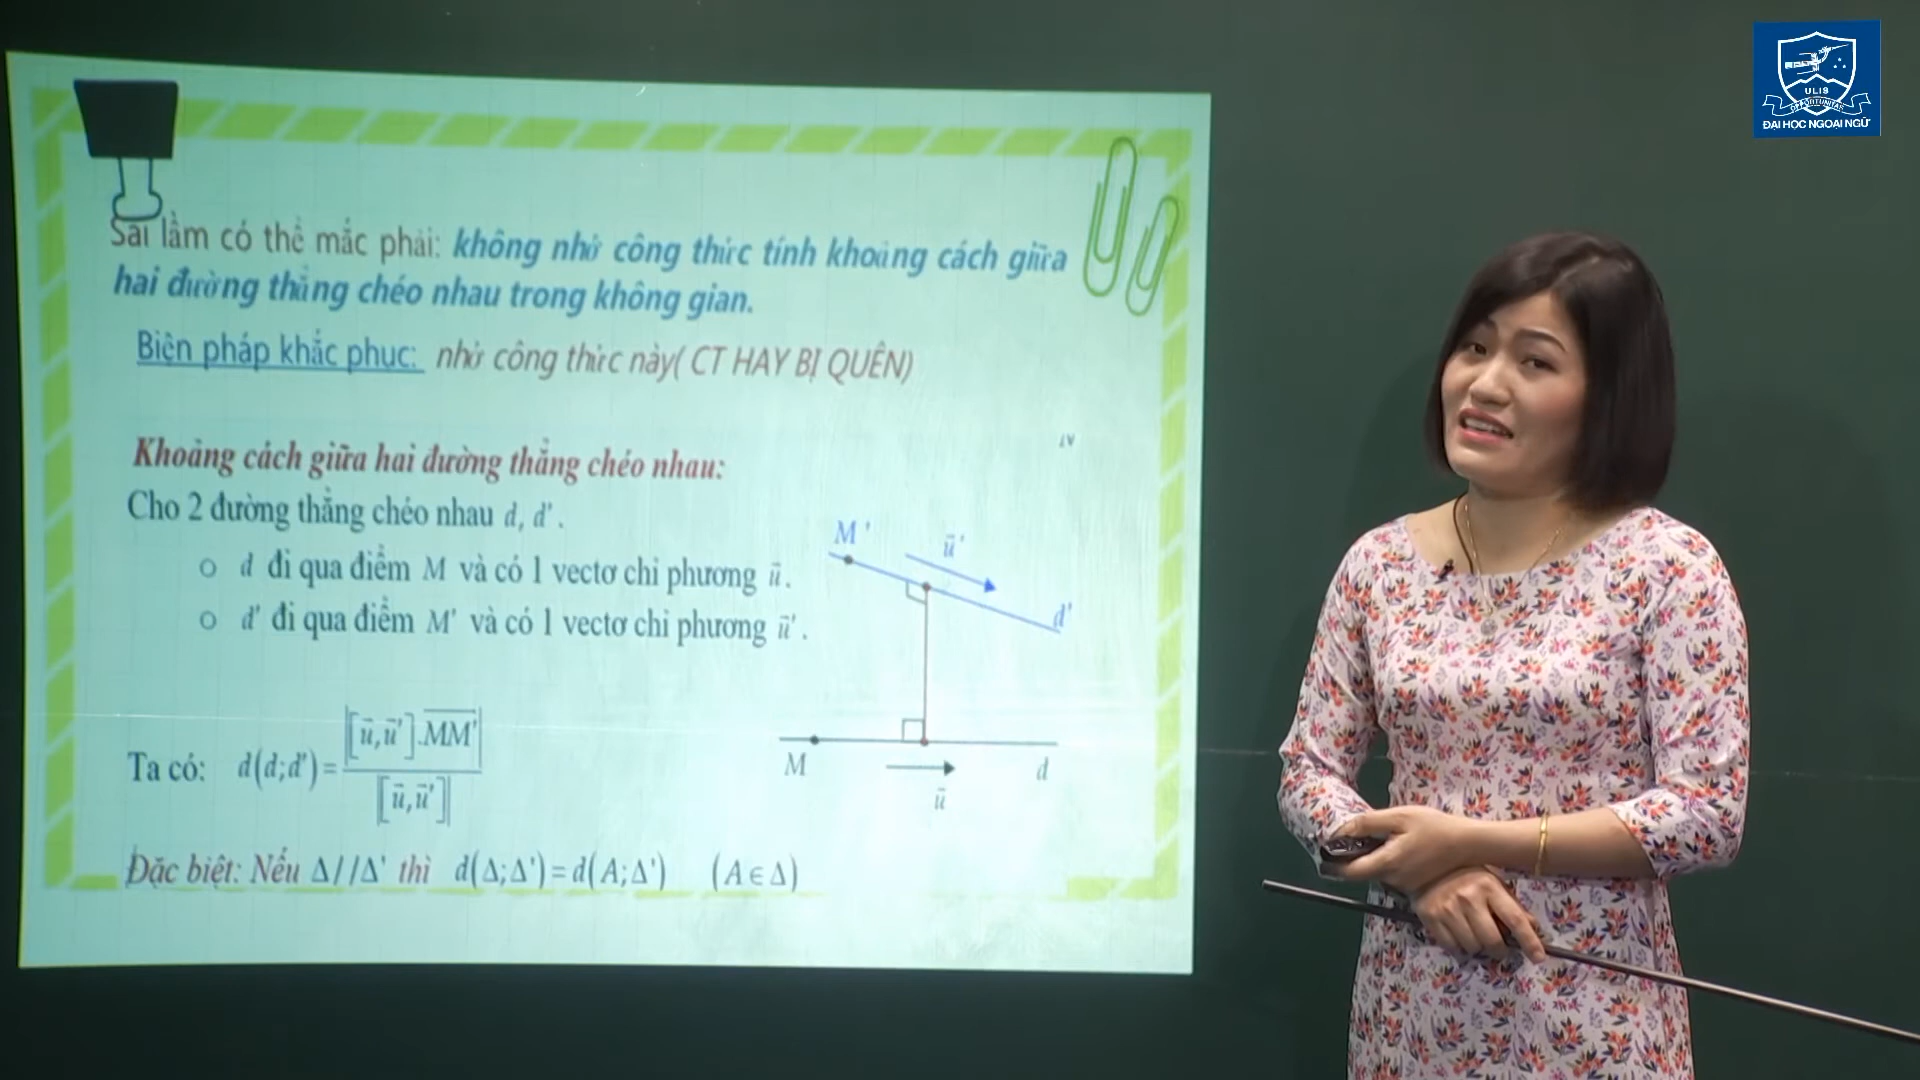 Sai lầm có thể mắc phải: không nhớ công thức tính khoảng cách giữa
hai đường thẳng chéo nhau trong không gian.
Biện pháp khắc phục: nhớ công thức này( CT HAY BỊ QUÊN)
Khoảng cách giữa hai đường thẳng chéo nhau:
Cho 2 đường thẳng chéo nhau d, d'.
d đi qua điểm M và có 1 vectơ chỉ phương u⃗.
d' đi qua điểm M' và có 1 vectơ chỉ phương u⃗'.
Ta có: d(d;d')= |[u⃗,u⃗'].MM'| / |[u⃗,u⃗']|
Đặc biệt: Nếu Δ//Δ' thì d(Δ;Δ')=d(A;Δ') (A∈Δ)
M' u⃗'
d'
M d
u⃗
ULIS
ĐẠI HỌC NGOẠI NGỮ